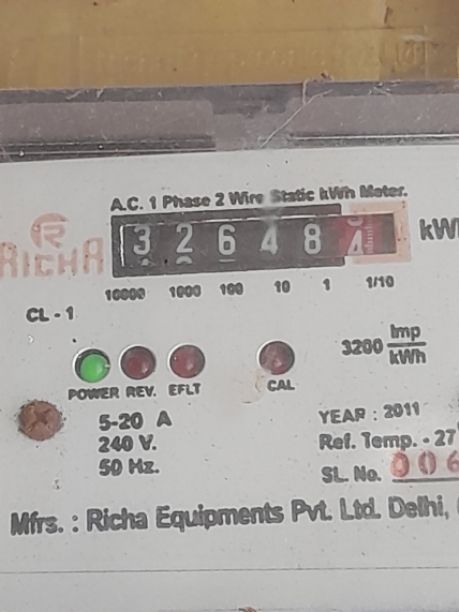 A.C. 1 Phase 2 Wire Static kWh Meter.
RICHA
3 2 6 4 8 4 kWh
10000 1000 100 10 1 1/10
CL - 1
3200 Imp
kWh
POWER REV. EFLT CAL
5-20 A
240 V.
50 Hz.
YEAR : 2011
Ref. Temp. - 27
SL. No. 006
Mfrs. : Richa Equipments Pvt. Ltd. Delhi,